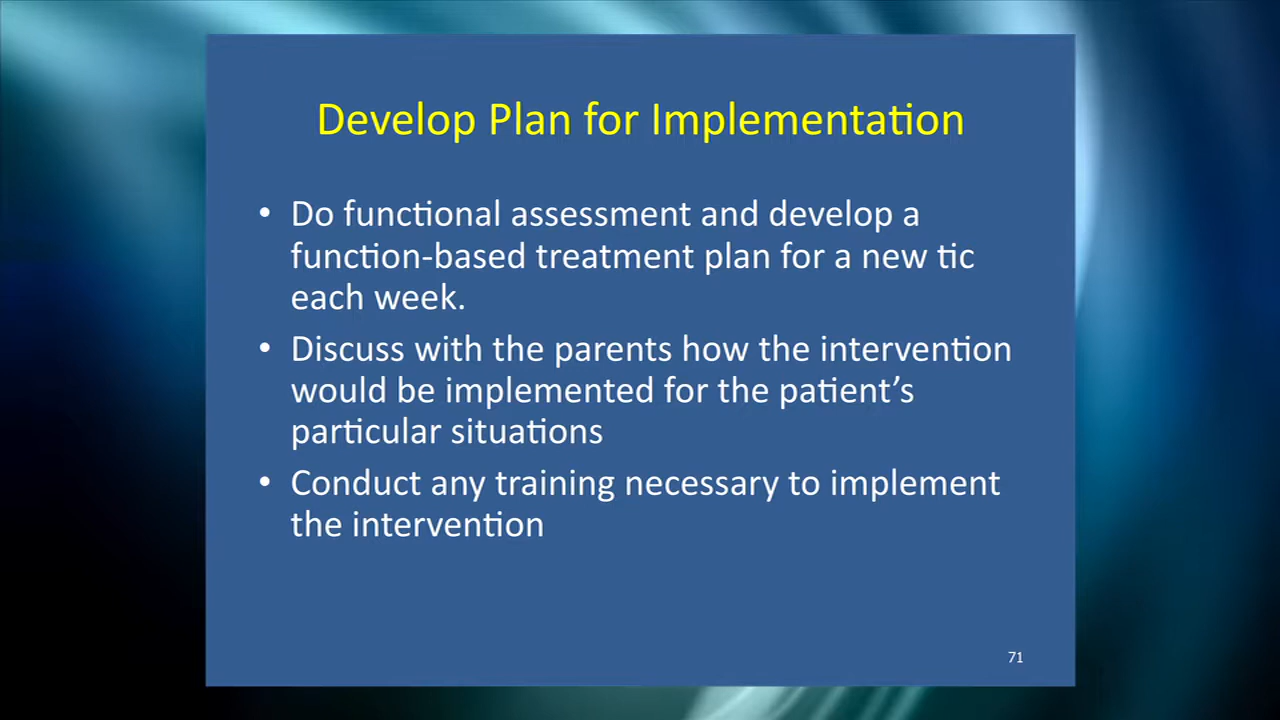 Develop Plan for Implementation
• Do functional assessment and develop a
function-based treatment plan for a new tic
each week.
• Discuss with the parents how the intervention
would be implemented for the patient’s
particular situations
• Conduct any training necessary to implement
the intervention
71